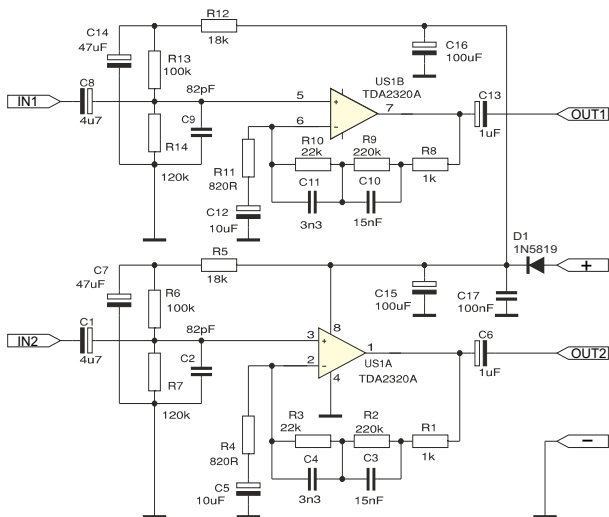 R12
18k
C14
47uF
R13
100k
C16
100uF
C8
IN1
4u7
82pF
C9
R14
120k
5
6
US1B
TDA2320A
7
C13
1uF
OUT1
R10
22k
R9
220k
R8
1k
R11
820R
C11
3n3
C10
15nF
C12
10uF
D1
1N5819
+
R5
18k
C7
47uF
R6
100k
C15
100uF
C17
100nF
C1
IN2
4u7
82pF
C2
R7
120k
3
2
8
4
1
US1A
TDA2320A
C6
1uF
OUT2
R3
22k
R2
220k
R1
1k
R4
820R
C4
3n3
C3
15nF
C5
10uF
−